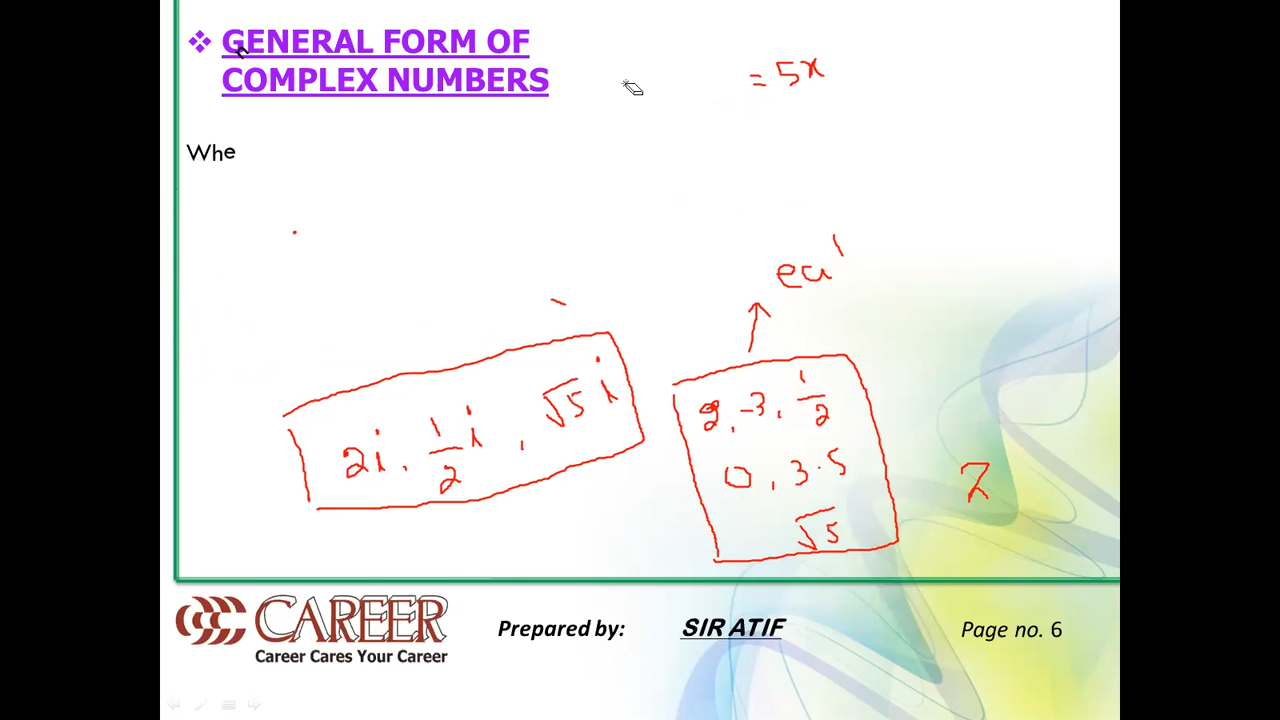 GENERAL FORM OF
COMPLEX NUMBERS
= 5x
Whe
2i, 1/2 i, √5 i
2, -3, 1/2
0, 3.5
√5
Z
CAREER
Career Cares Your Career
Prepared by: SIR ATIF
Page no. 6